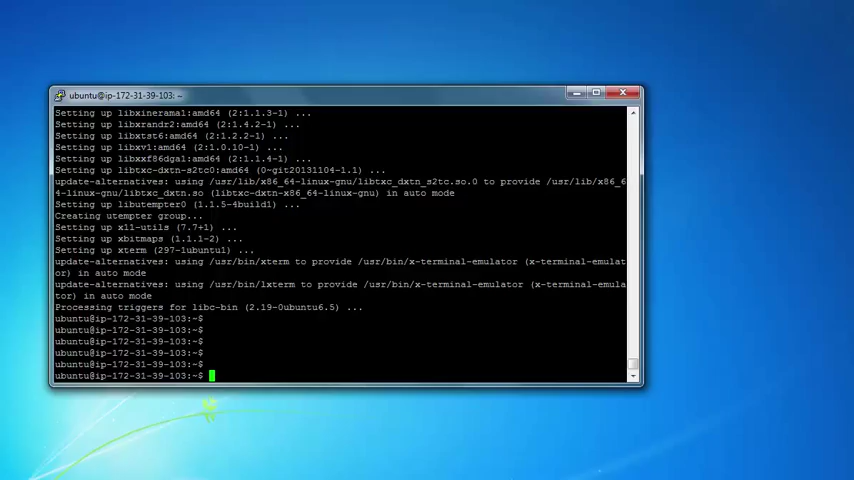 ubuntu@ip-172-31-39-103: ~
Setting up libxinerama1:amd64 (2:1.1.3-1) ...
Setting up libxrandr2:amd64 (2:1.4.2-1) ...
Setting up libxtst6:amd64 (2:1.2.2-1) ...
Setting up libxv1:amd64 (2:1.0.10-1) ...
Setting up libxxf86dga1:amd64 (2:1.1.4-1) ...
Setting up libtxc-dxtn-s2tc0:amd64 (0~git20131104-1.1) ...
update-alternatives: using /usr/lib/x86_64-linux-gnu/libtxc_dxtn_s2tc.so.0 to provide /usr/lib/x86_6
4-linux-gnu/libtxc_dxtn.so (libtxc-dxtn-x86_64-linux-gnu) in auto mode
Setting up libutempter0 (1.1.5-4build1) ...
Creating utempter group...
Setting up x11-utils (7.7+1) ...
Setting up xbitmaps (1.1.1-2) ...
Setting up xterm (297-1ubuntu1) ...
update-alternatives: using /usr/bin/xterm to provide /usr/bin/x-terminal-emulator (x-terminal-emulat
or) in auto mode
update-alternatives: using /usr/bin/lxterm to provide /usr/bin/x-terminal-emulator (x-terminal-emula
tor) in auto mode
Processing triggers for libc-bin (2.19-0ubuntu6.5) ...
ubuntu@ip-172-31-39-103:~$
ubuntu@ip-172-31-39-103:~$
ubuntu@ip-172-31-39-103:~$
ubuntu@ip-172-31-39-103:~$
ubuntu@ip-172-31-39-103:~$
ubuntu@ip-172-31-39-103:~$